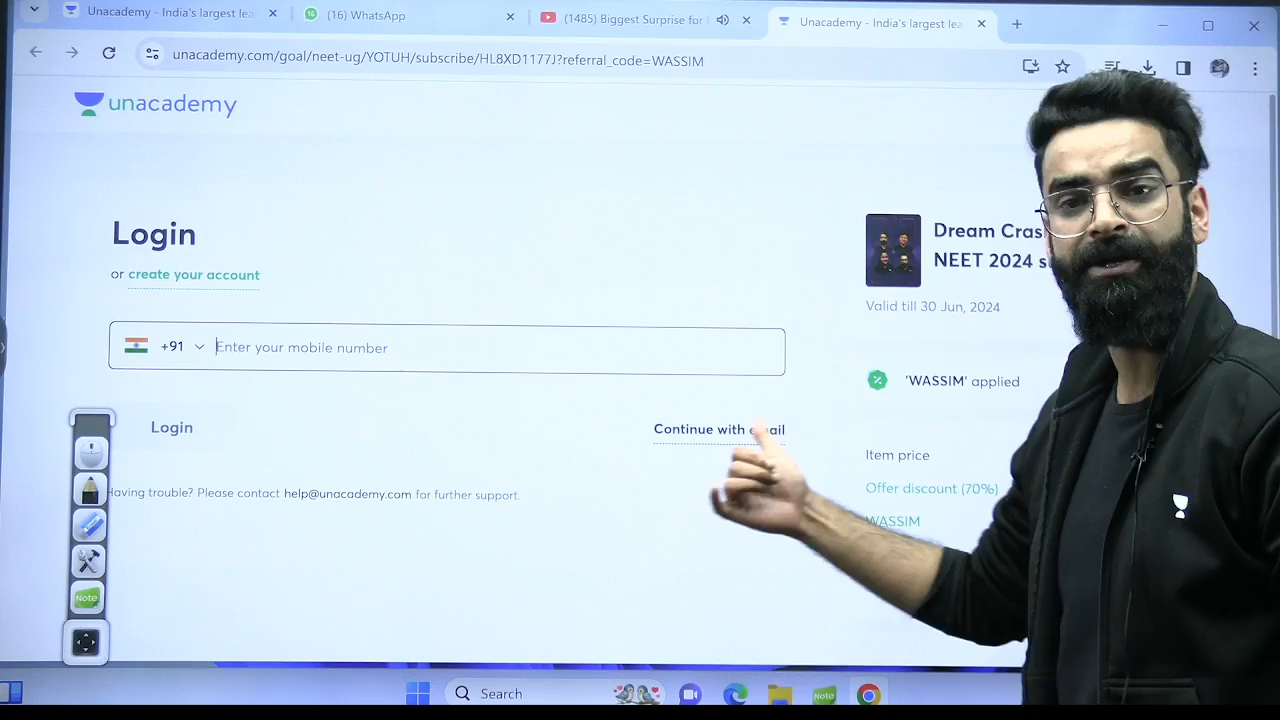 Unacademy - India's largest lea
(16) WhatsApp
(1485) Biggest Surprise for
Unacademy - India's largest lea
unacademy.com/goal/neet-ug/YOTUH/subscribe/HL8XD1177J?referral_code=WASSIM
unacademy
Login
or create your account
+91 Enter your mobile number
Login
Continue with email
Having trouble? Please contact help@unacademy.com for further support.
Dream Cras
NEET 2024 s
Valid till 30 Jun, 2024
'WASSIM' applied
Item price
Offer discount (70%)
WASSIM
Note
Search
Note